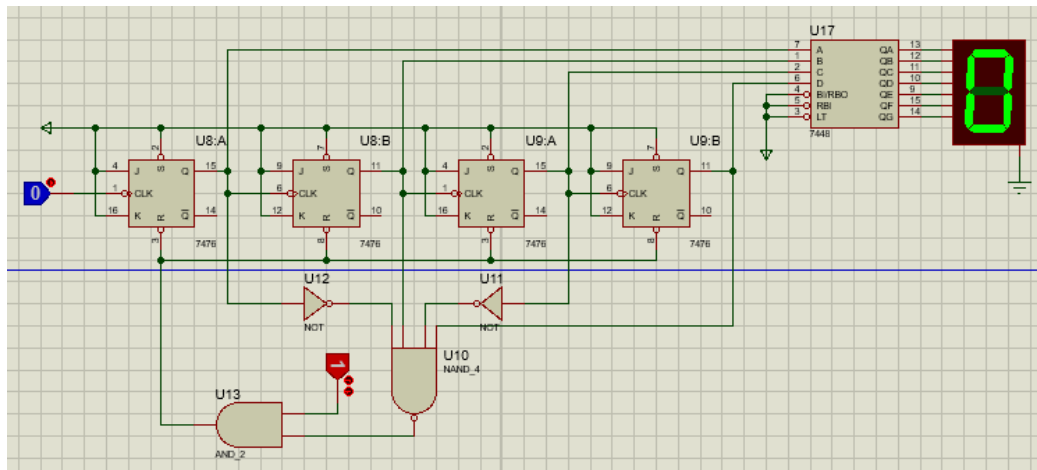 U17
7 A QA 13
1 B QB 12
2 C QC 11
6 D QD 10
4 BI/RBO QE 9
5 RBI QF 15
3 LT QG 14
7448
0
U8:A
2
S
4 J Q 15
1 CLK
16 K Q 14
R
3
7476
U8:B
7
S
9 J Q 11
6 CLK
12 K Q 10
R
8
7476
U9:A
2
S
4 J Q 15
1 CLK
16 K Q 14
R
3
7476
U9:B
7
S
9 J Q 11
6 CLK
12 K Q 10
R
8
7476
0
U12
NOT
U11
NOT
U10
NAND_4
1
U13
AND_2